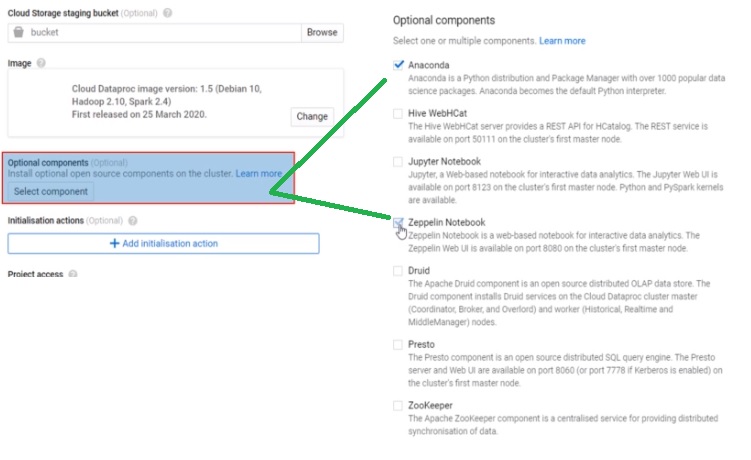 Cloud Storage staging bucket (Optional)
bucket
Browse
Image
Cloud Dataproc image version: 1.5 (Debian 10,
Hadoop 2.10, Spark 2.4)
First released on 25 March 2020.
Change
Optional components (Optional)
Install optional open source components on the cluster. Learn more
Select component
Initialisation actions (Optional)
+ Add initialisation action
Project access
Optional components
Select one or multiple components. Learn more
Anaconda
Anaconda is a Python distribution and Package Manager with over 1000 popular data
science packages. Anaconda becomes the default Python interpreter.
Hive WebHCat
The Hive WebHCat server provides a REST API for HCatalog. The REST service is
available on port 50111 on the cluster's first master node.
Jupyter Notebook
Jupyter, a Web-based notebook for interactive data analytics. The Jupyter Web UI is
available on port 8123 on the cluster's first master node. Python and PySpark kernels
are available.
Zeppelin Notebook
Zeppelin Notebook is a web-based notebook for interactive data analytics. The
Zeppelin Web UI is available on port 8080 on the cluster's first master node.
Druid
The Apache Druid component is an open source distributed OLAP data store. The
Druid component installs Druid services on the Cloud Dataproc cluster master
(Coordinator, Broker, and Overlord) and worker (Historical, Realtime and
MiddleManager) nodes.
Presto
The Presto component is an open source distributed SQL query engine. The Presto
server and Web UI are available on port 8060 (or port 7778 if Kerberos is enabled) on
the cluster's first master node.
ZooKeeper
The Apache ZooKeeper component is a centralised service for providing distributed
synchronisation of data.